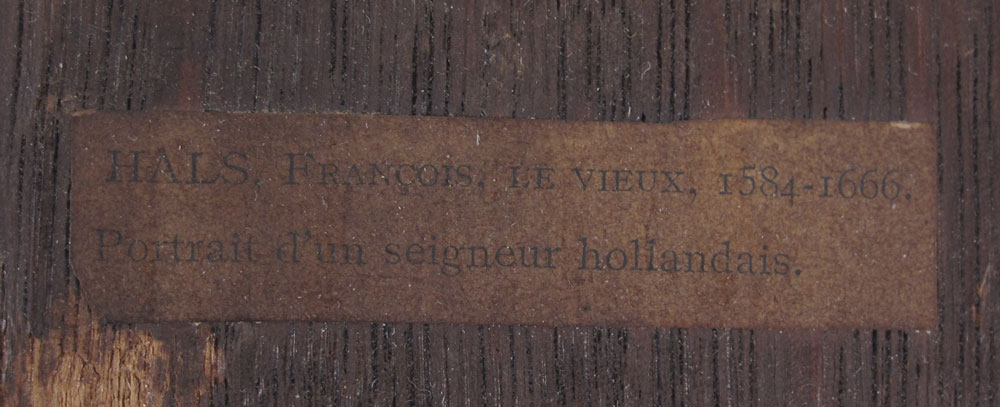 HALS, François, le vieux, 1584-1666.
Portrait d'un seigneur hollandais.